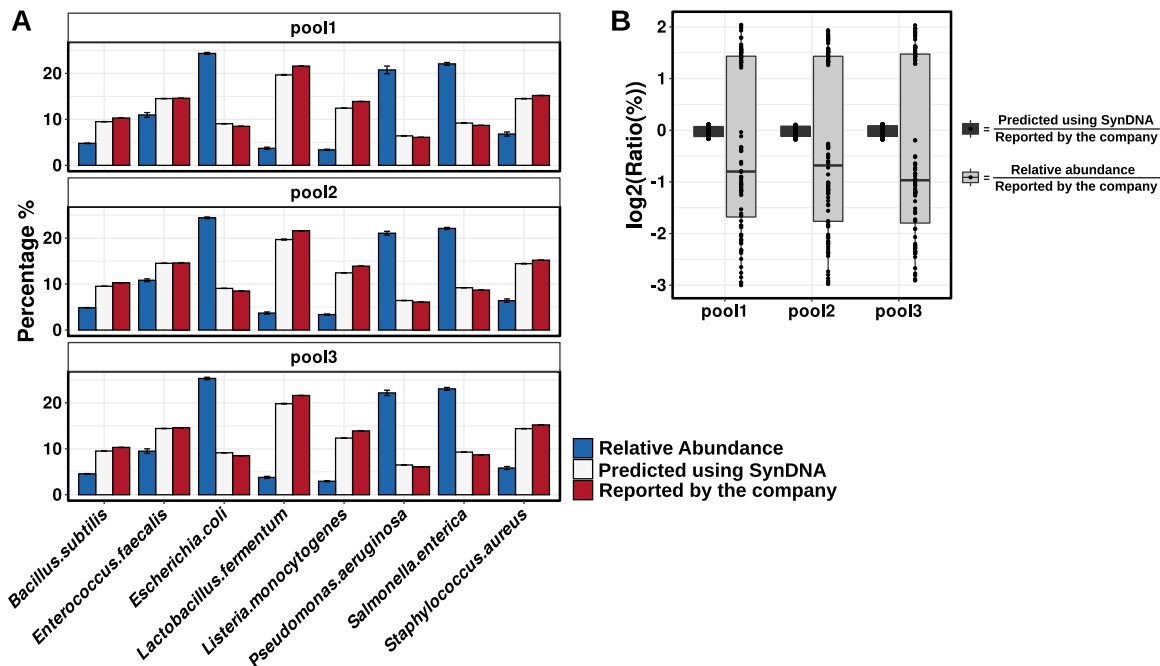 A
pool1
20
10
0
pool2
20
10
0
pool3
20
10
0
Percentage %
Bacillus.subtilis
Enterococcus.faecalis
Escherichia.coli
Lactobacillus.fermentum
Listeria.monocytogenes
Pseudomonas.aeruginosa
Salmonella.enterica
Staphylococcus.aureus
Relative Abundance
Predicted using SynDNA
Reported by the company
B
log2(Ratio(%))
2
1
0
-1
-2
-3
pool1 pool2 pool3
= Predicted using SynDNA
Reported by the company
= Relative abundance
Reported by the company